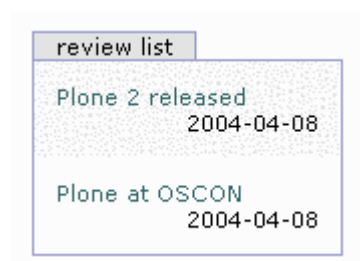 review list
Plone 2 released
2004-04-08
Plone at OSCON
2004-04-08